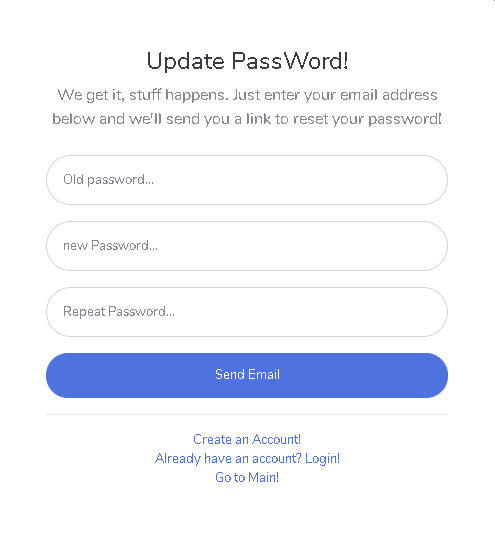 Update PassWord!
We get it, stuff happens. Just enter your email address
below and we'll send you a link to reset your password!
Old password...
new Password...
Repeat Password...
Send Email
Create an Account!
Already have an account? Login!
Go to Main!